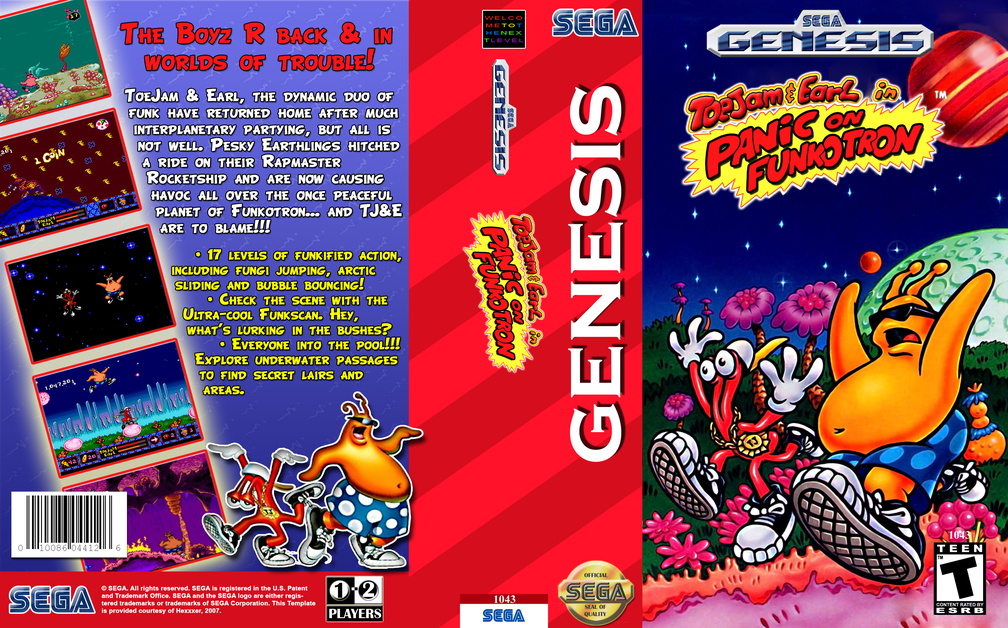 THE BOYZ R BACK & IN
WORLDS OF TROUBLE!
TOEJAM & EARL, THE DYNAMIC DUO OF
FUNK HAVE RETURNED HOME AFTER MUCH
INTERPLANETARY PARTYING, BUT ALL IS
NOT WELL. PESKY EARTHLINGS HITCHED
A RIDE ON THEIR RAPMASTER
ROCKETSHIP AND ARE NOW CAUSING
HAVOC ALL OVER THE ONCE PEACEFUL
PLANET OF FUNKOTRON... AND TJ&E
ARE TO BLAME!!!
• 17 LEVELS OF FUNKIFIED ACTION,
INCLUDING FUNGI JUMPING, ARCTIC
SLIDING AND BUBBLE BOUNCING!
• CHECK THE SCENE WITH THE
ULTRA-COOL FUNKSCAN. HEY,
WHAT'S LURKING IN THE BUSHES?
• EVERYONE INTO THE POOL!!!
EXPLORE UNDERWATER PASSAGES
TO FIND SECRET LAIRS AND
AREAS.
1 COIN
0 10086 04412 6
SEGA
© SEGA. All rights reserved. SEGA is registered in the U.S. Patent
and Trademark Office. SEGA and the SEGA logo are either regis-
tered trademarks or trademarks of SEGA Corporation. This Template
is provided courtesy of Hexxxer, 2007.
1-2
PLAYERS
WELCO
METOT
HENEX
TLEVEL
SEGA
SEGA
GENESIS
GENESIS
TOEJAM & EARL in
PANIC ON
FUNKOTRON
1043
SEGA
OFFICIAL
SEGA
SEAL OF
QUALITY
SEGA
GENESIS
TOEJAM & EARL in
PANIC ON
FUNKOTRON
TM
1043
TEEN
T
CONTENT RATED BY
ESRB